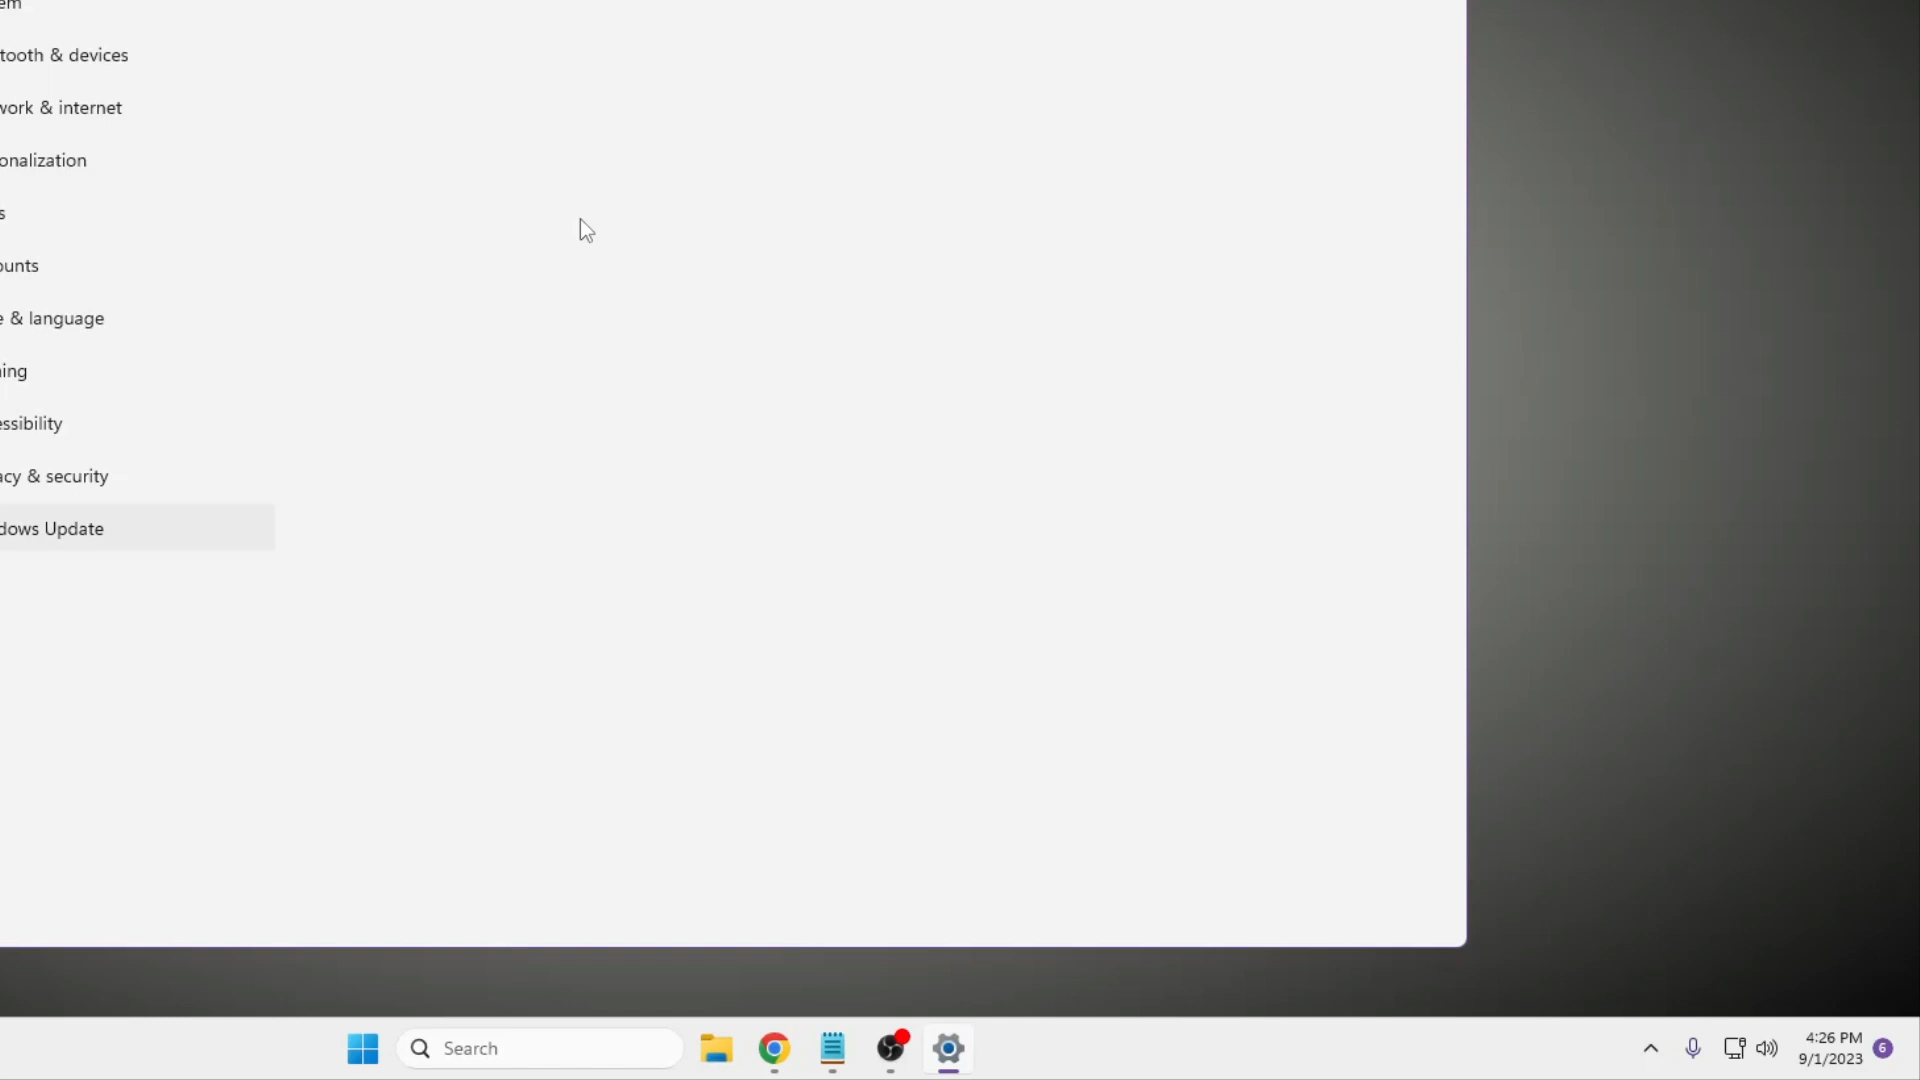 em
tooth & devices
work & internet
onalization
s
ounts
e & language
ing
essibility
acy & security
dows Update
Search
4:26 PM
9/1/2023
6